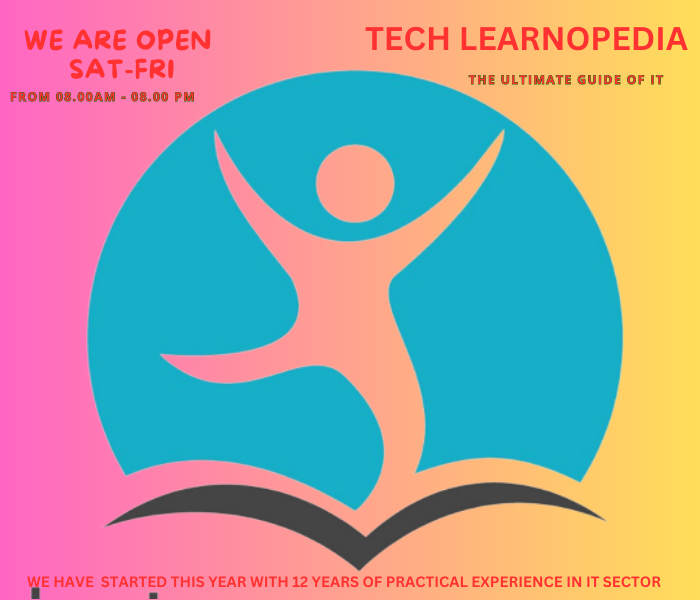 WE ARE OPEN
SAT-FRI
FROM 08.00AM - 08.00 PM
TECH LEARNOPEDIA
THE ULTIMATE GUIDE OF IT
WE HAVE STARTED THIS YEAR WITH 12 YEARS OF PRACTICAL EXPERIENCE IN IT SECTOR